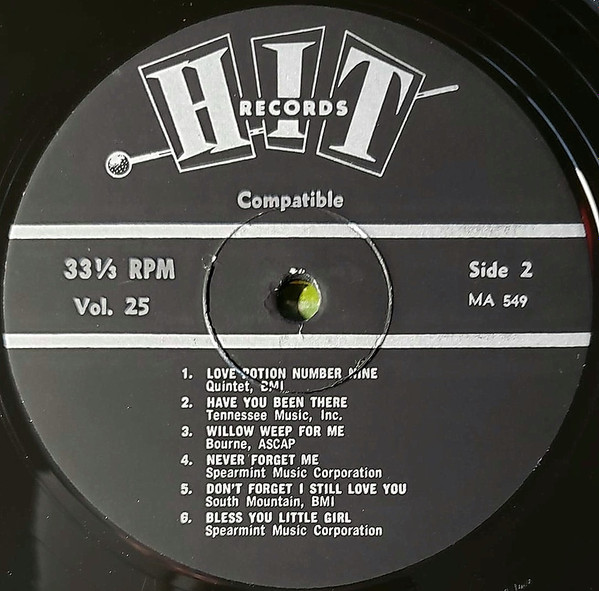 HIT
RECORDS
Compatible
33 1/3 RPM
Vol. 25
Side 2
MA 549
1. LOVE POTION NUMBER NINE
Quintet, BMI
2. HAVE YOU BEEN THERE
Tennessee Music, Inc.
3. WILLOW WEEP FOR ME
Bourne, ASCAP
4. NEVER FORGET ME
Spearmint Music Corporation
5. DON'T FORGET I STILL LOVE YOU
South Mountain, BMI
6. BLESS YOU LITTLE GIRL
Spearmint Music Corporation